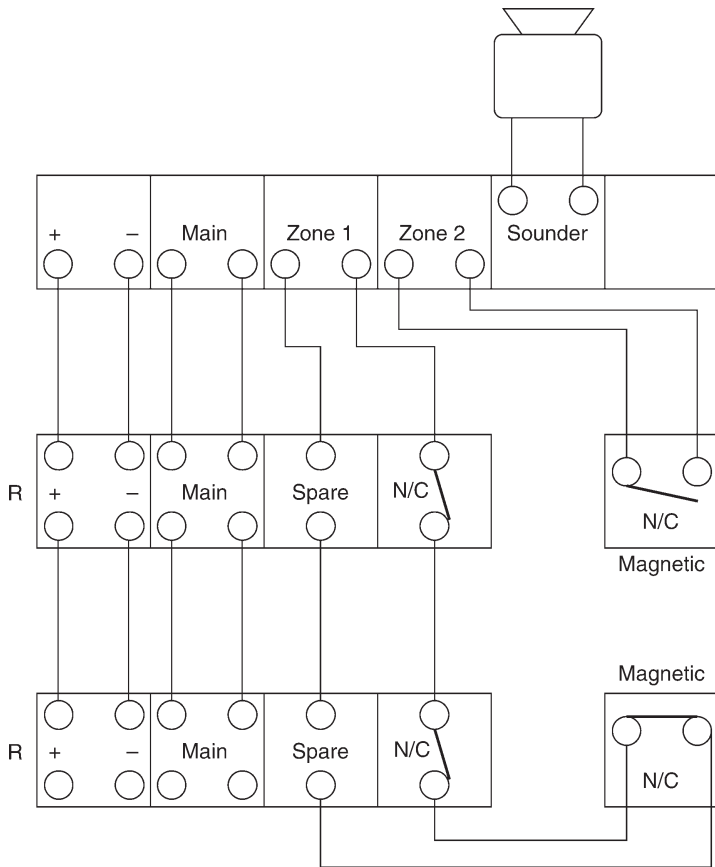 + – Main Zone 1 Zone 2 Sounder
R + – Main Spare N/C N/C
Magnetic
Magnetic
R + – Main Spare N/C N/C